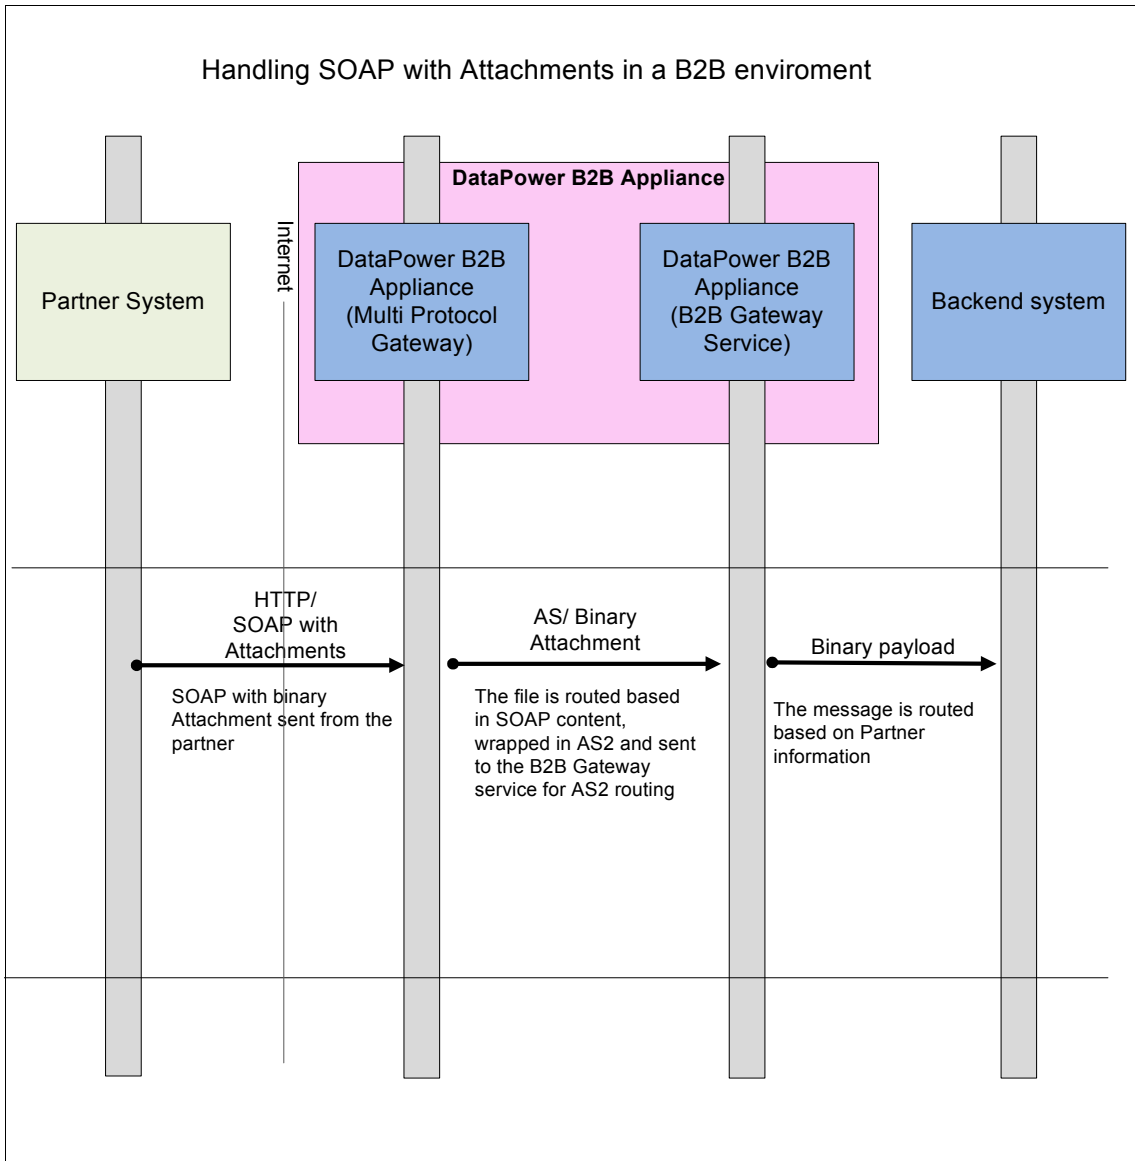 Handling SOAP with Attachments in a B2B enviroment
DataPower B2B Appliance
Internet
Partner System
DataPower B2B
Appliance
(Multi Protocol
Gateway)
DataPower B2B
Appliance
(B2B Gateway
Service)
Backend system
HTTP/
SOAP with
Attachments
SOAP with binary
Attachment sent from the
partner
AS/ Binary
Attachment
The file is routed based
in SOAP content,
wrapped in AS2 and sent
to the B2B Gateway
service for AS2 routing
Binary payload
The message is routed
based on Partner
information